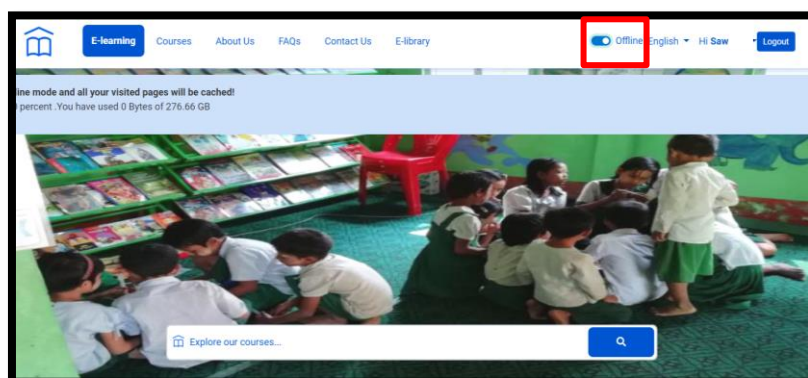 E-learning Courses About Us FAQs Contact Us E-library Offline English Hi Saw Logout
line mode and all your visited pages will be cached!
percent .You have used 0 Bytes of 276.66 GB
Explore our courses...